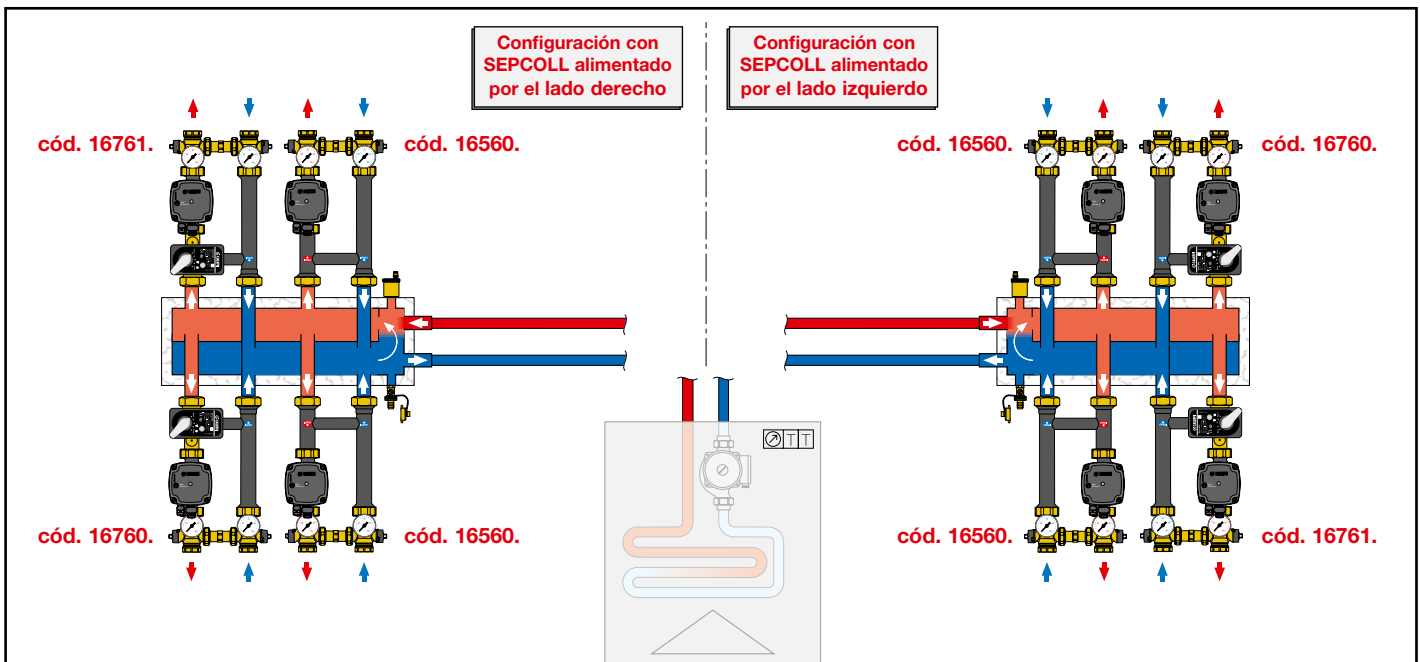 Configuración con
SEPCOLL alimentado
por el lado derecho
Configuración con
SEPCOLL alimentado
por el lado izquierdo
cód. 16761.
cód. 16560.
cód. 16560.
cód. 16760.
T T
cód. 16760.
cód. 16560.
cód. 16560.
cód. 16761.